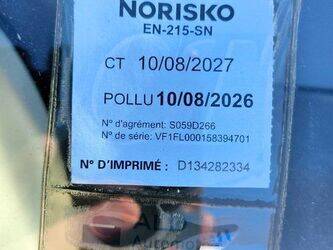 NORISKO
EN-215-SN
CT 10/08/2027
POLLU 10/08/2026
N° d'agrément: S059D266
N° de série: VF1FL000158394701
N° D'IMPRIMÉ : D134282334